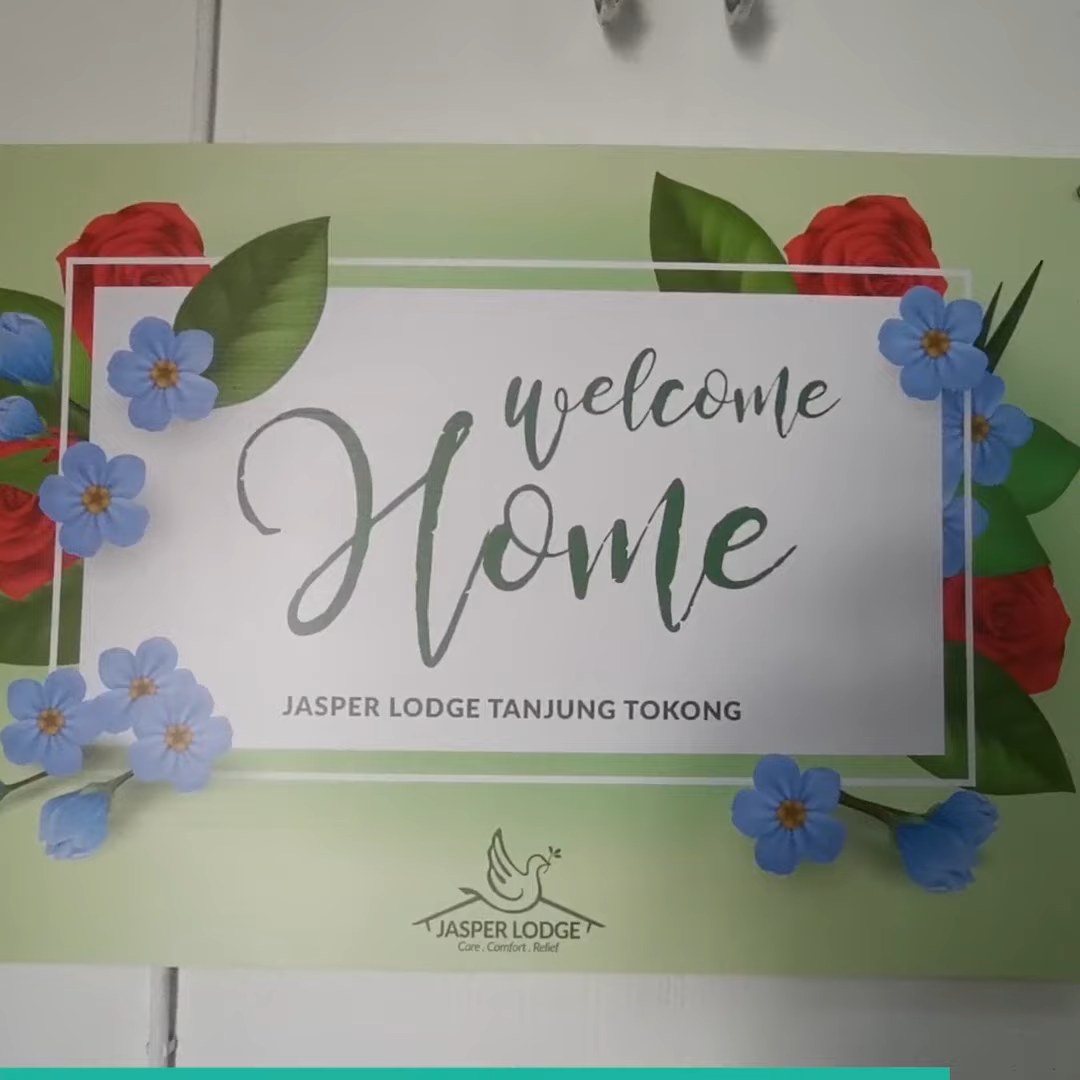 welcome
Home
JASPER LODGE TANJUNG TOKONG
JASPER LODGE
Care . Comfort . Relief